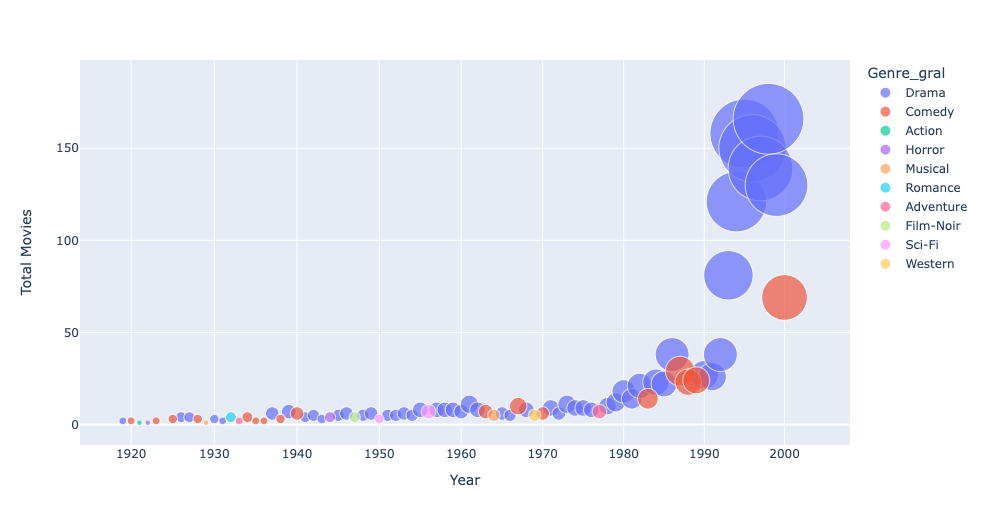 Genre_gral
Drama
Comedy
Action
Horror
Musical
Romance
Adventure
Film-Noir
Sci-Fi
Western
Total Movies
150
100
50
0
1920 1930 1940 1950 1960 1970 1980 1990 2000
Year